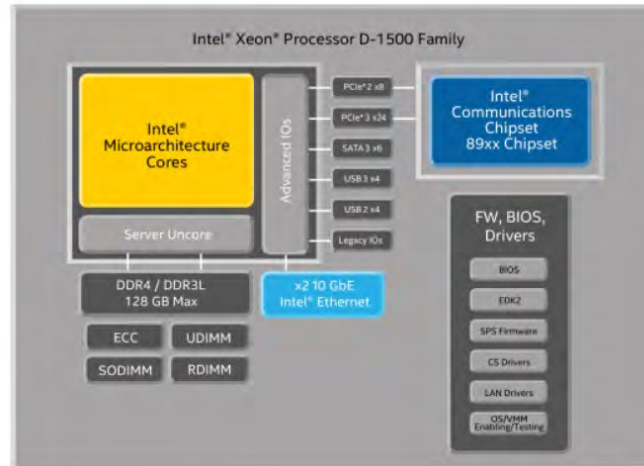 Intel® Xeon® Processor D-1500 Family
Intel®
Microarchitecture
Cores
Server Uncore
Advanced IOs
PCIe® 2 x8
PCIe® 3 x24
SATA 3 x6
USB 3 x4
USB 2 x4
Legacy IOs
Intel®
Communications
Chipset
89xx Chipset
DDR4 / DDR3L
128 GB Max
x2 10 GbE
Intel® Ethernet
ECC
UDIMM
SODIMM
RDIMM
FW, BIOS,
Drivers
BIOS
EDK2
SPS Firmware
CS Drivers
LAN Drivers
OS/VMM
Enabling/Testing